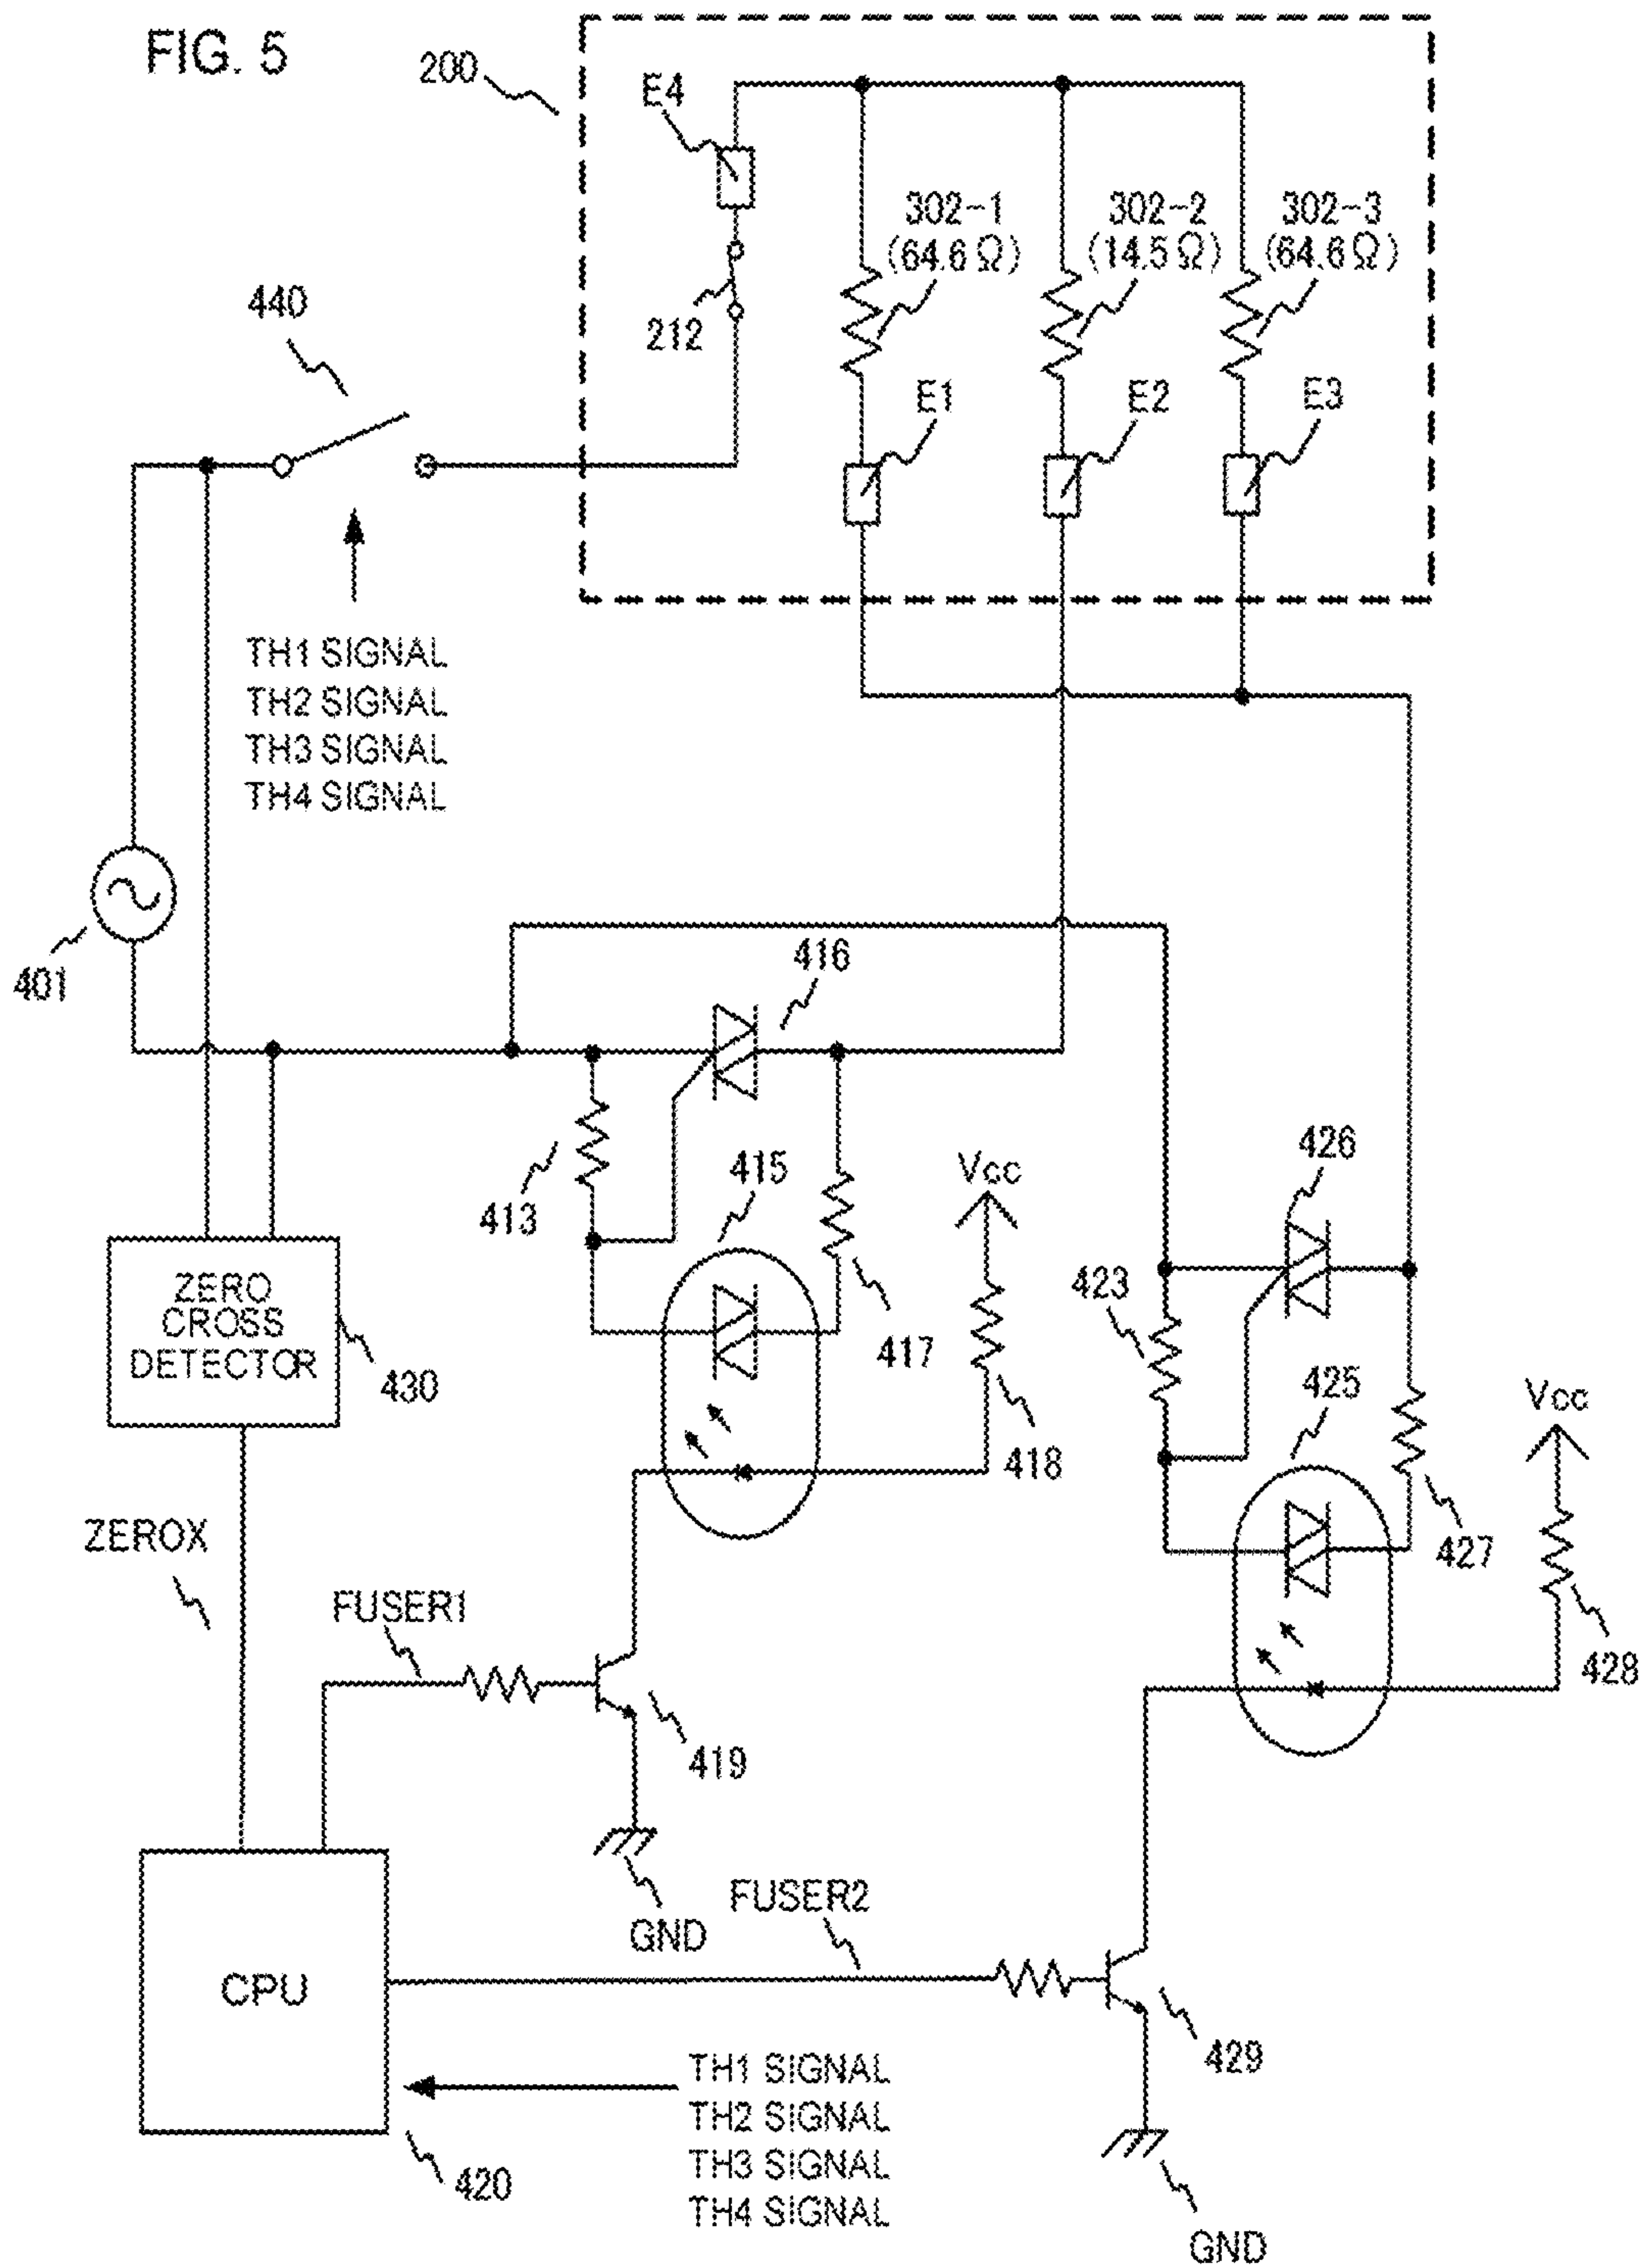 FIG. 5
200
E4
302-1
(64.6Ω)
302-2
(14.5Ω)
302-3
(64.6Ω)
440
212
E1
E2
E3
TH1 SIGNAL
TH2 SIGNAL
TH3 SIGNAL
TH4 SIGNAL
401
416
413
415
Vcc
426
ZERO
CROSS
DETECTOR
430
417
423
418
425
Vcc
ZEROX
427
FUSER1
428
419
GND
FUSER2
CPU
429
TH1 SIGNAL
TH2 SIGNAL
TH3 SIGNAL
TH4 SIGNAL
420
GND